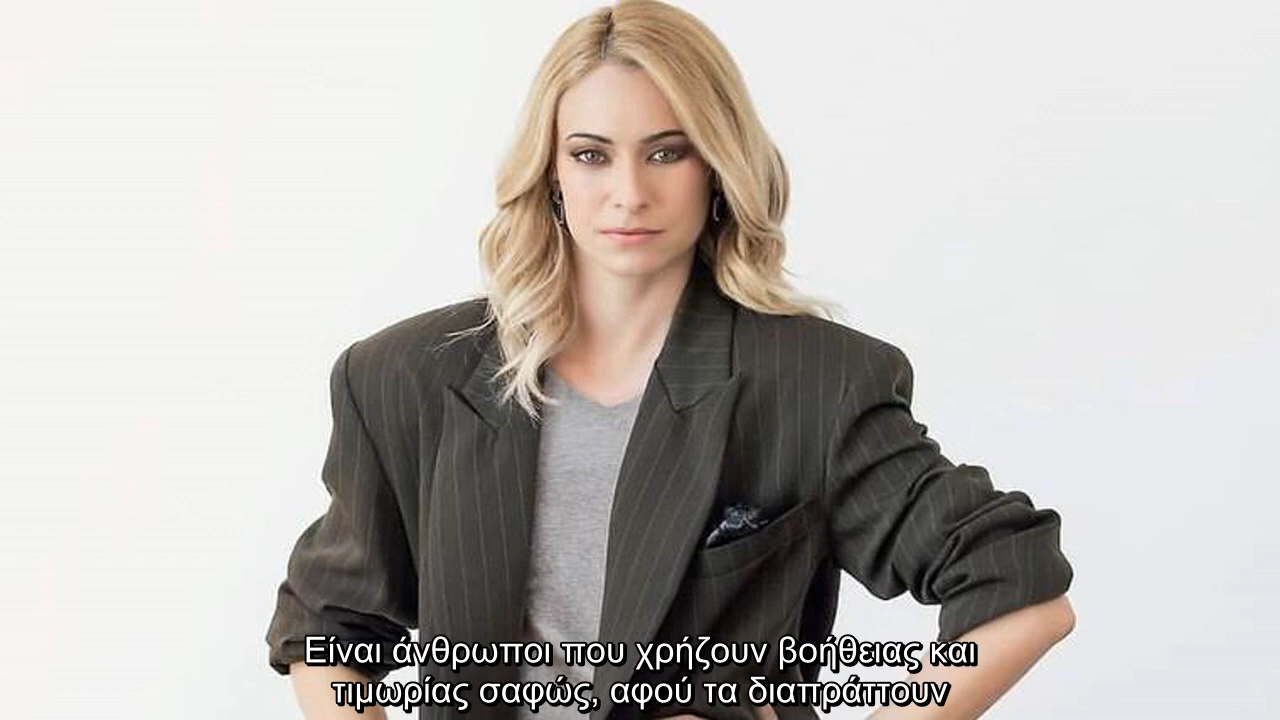 Είναι άνθρωποι που χρήζουν βοήθειας και
τιμωρίας σαφώς, αφού τα διαπράττουν